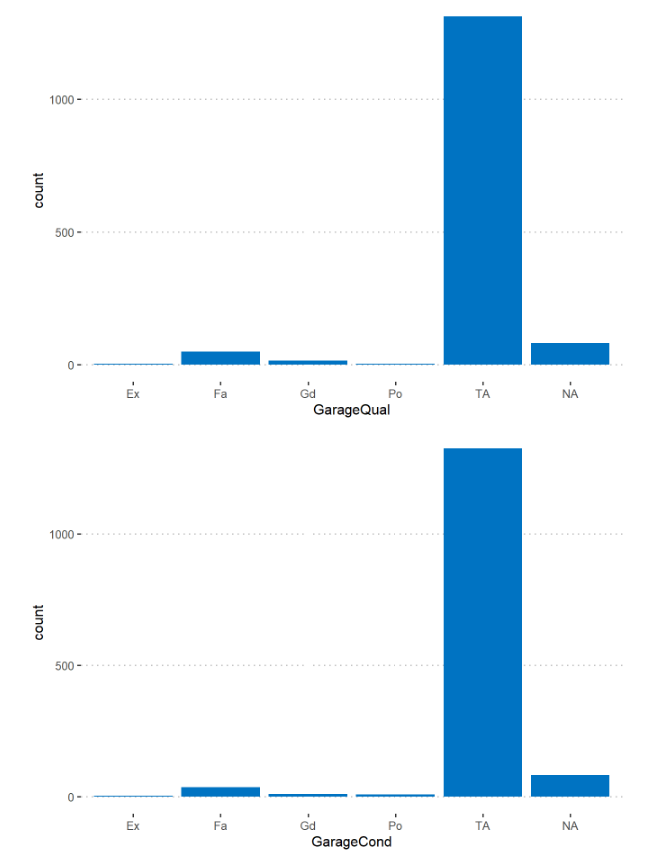 1000
count
500
0
Ex Fa Gd Po TA NA
GarageQual
1000
count
500
0
Ex Fa Gd Po TA NA
GarageCond